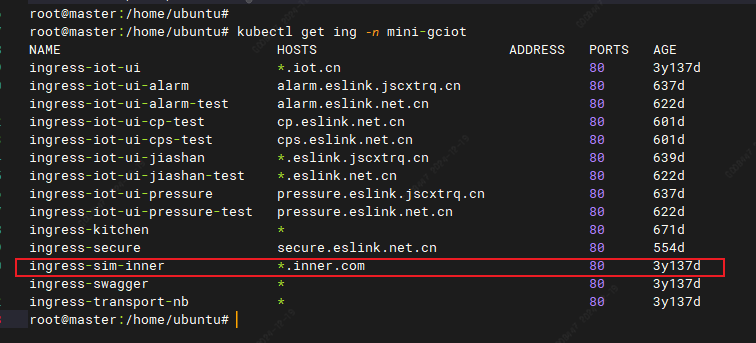 root@master:/home/ubuntu#
root@master:/home/ubuntu# kubectl get ing -n mini-gciot
NAME HOSTS ADDRESS PORTS AGE
ingress-iot-ui *.iot.cn 80 3y137d
ingress-iot-ui-alarm alarm.eslink.jscxtrq.cn 80 637d
ingress-iot-ui-alarm-test alarm.eslink.net.cn 80 622d
ingress-iot-ui-cp-test cp.eslink.net.cn 80 601d
ingress-iot-ui-cps-test cps.eslink.net.cn 80 601d
ingress-iot-ui-jiashan *.eslink.jscxtrq.cn 80 639d
ingress-iot-ui-jiashan-test *.eslink.net.cn 80 622d
ingress-iot-ui-pressure pressure.eslink.jscxtrq.cn 80 637d
ingress-iot-ui-pressure-test pressure.eslink.net.cn 80 622d
ingress-kitchen * 80 671d
ingress-secure secure.eslink.net.cn 80 554d
ingress-sim-inner *.inner.com 80 3y137d
ingress-swagger * 80 3y137d
ingress-transport-nb * 80 3y137d
root@master:/home/ubuntu#